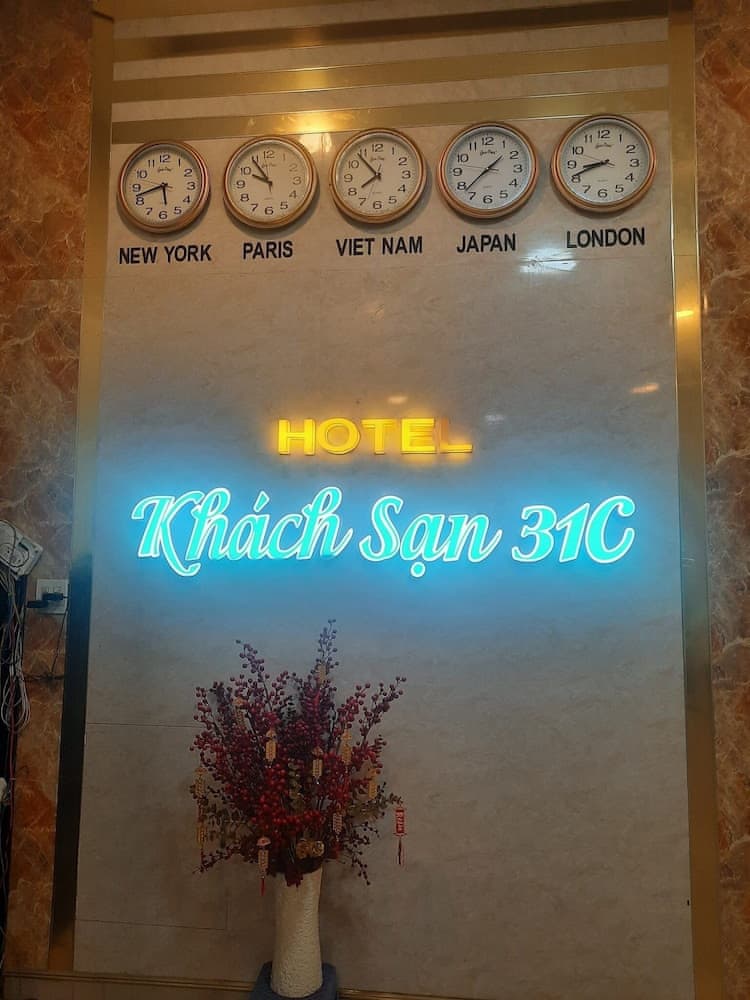 NEW YORK PARIS VIET NAM JAPAN LONDON
HOTEL
Khách Sạn 31C